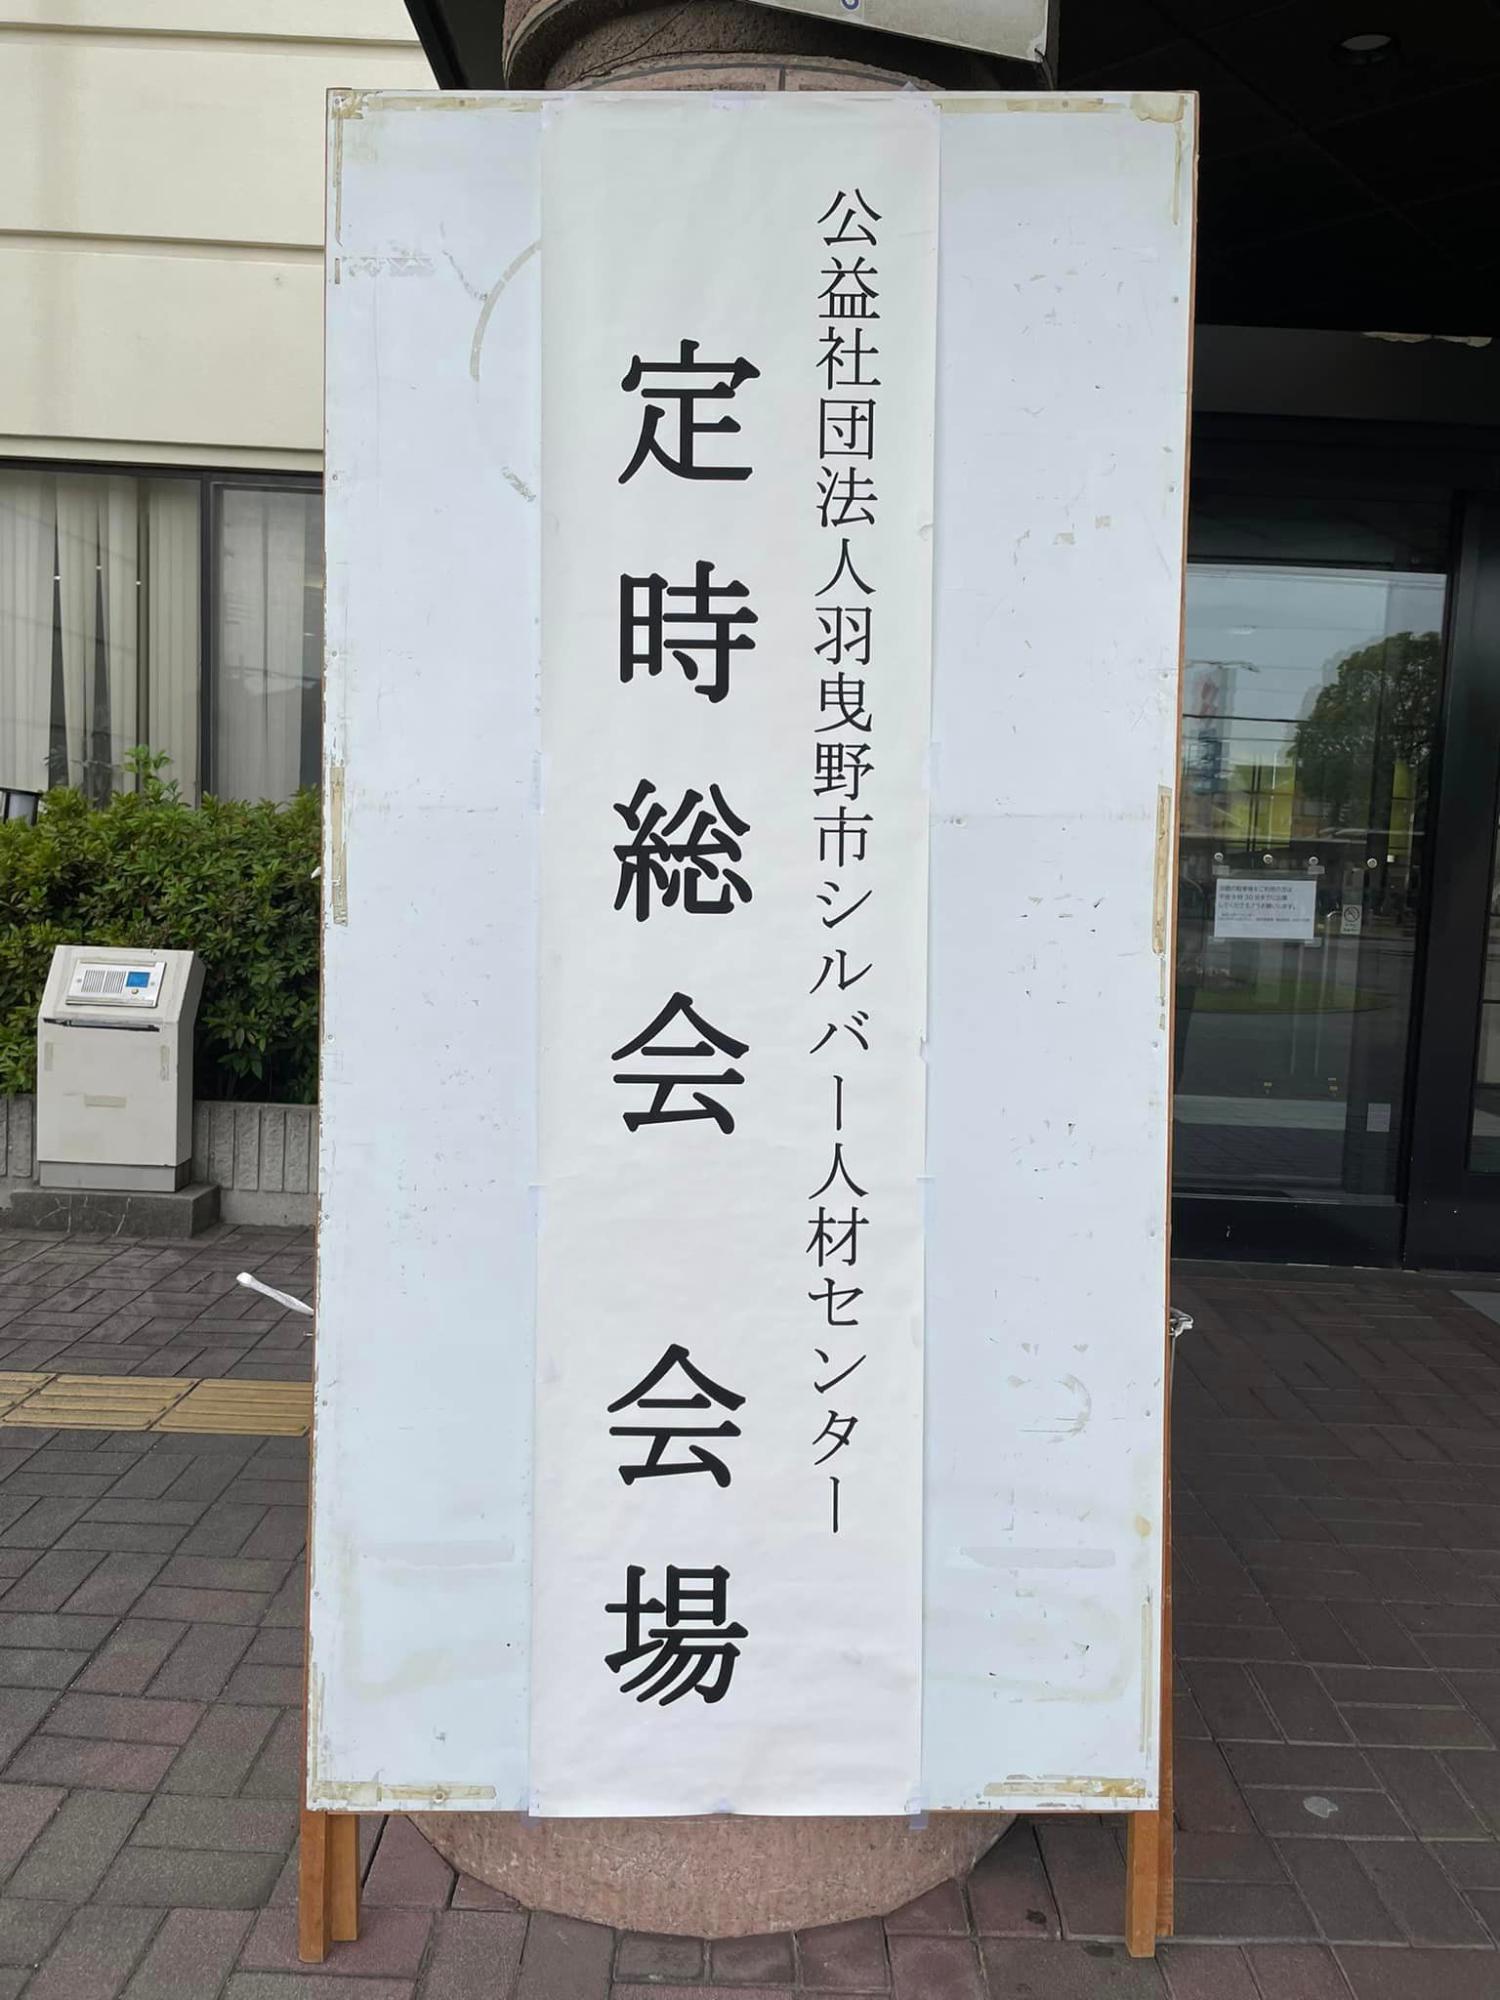 公益社団法人羽曳野市シルバー人材センター
定時総会 会場